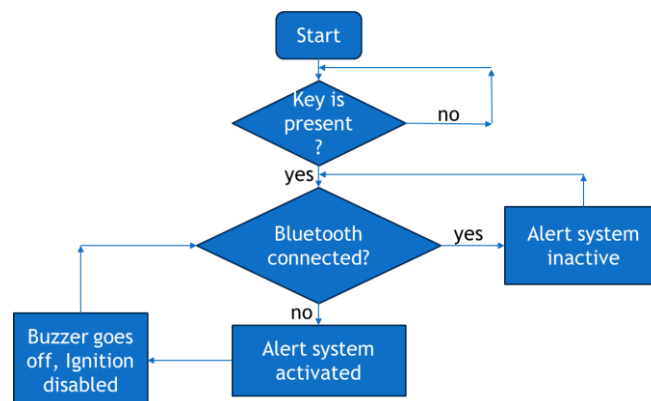 Start
Key is
present
?
no
yes
Bluetooth
connected?
yes
Alert system
inactive
no
Buzzer goes
off, Ignition
disabled
Alert system
activated